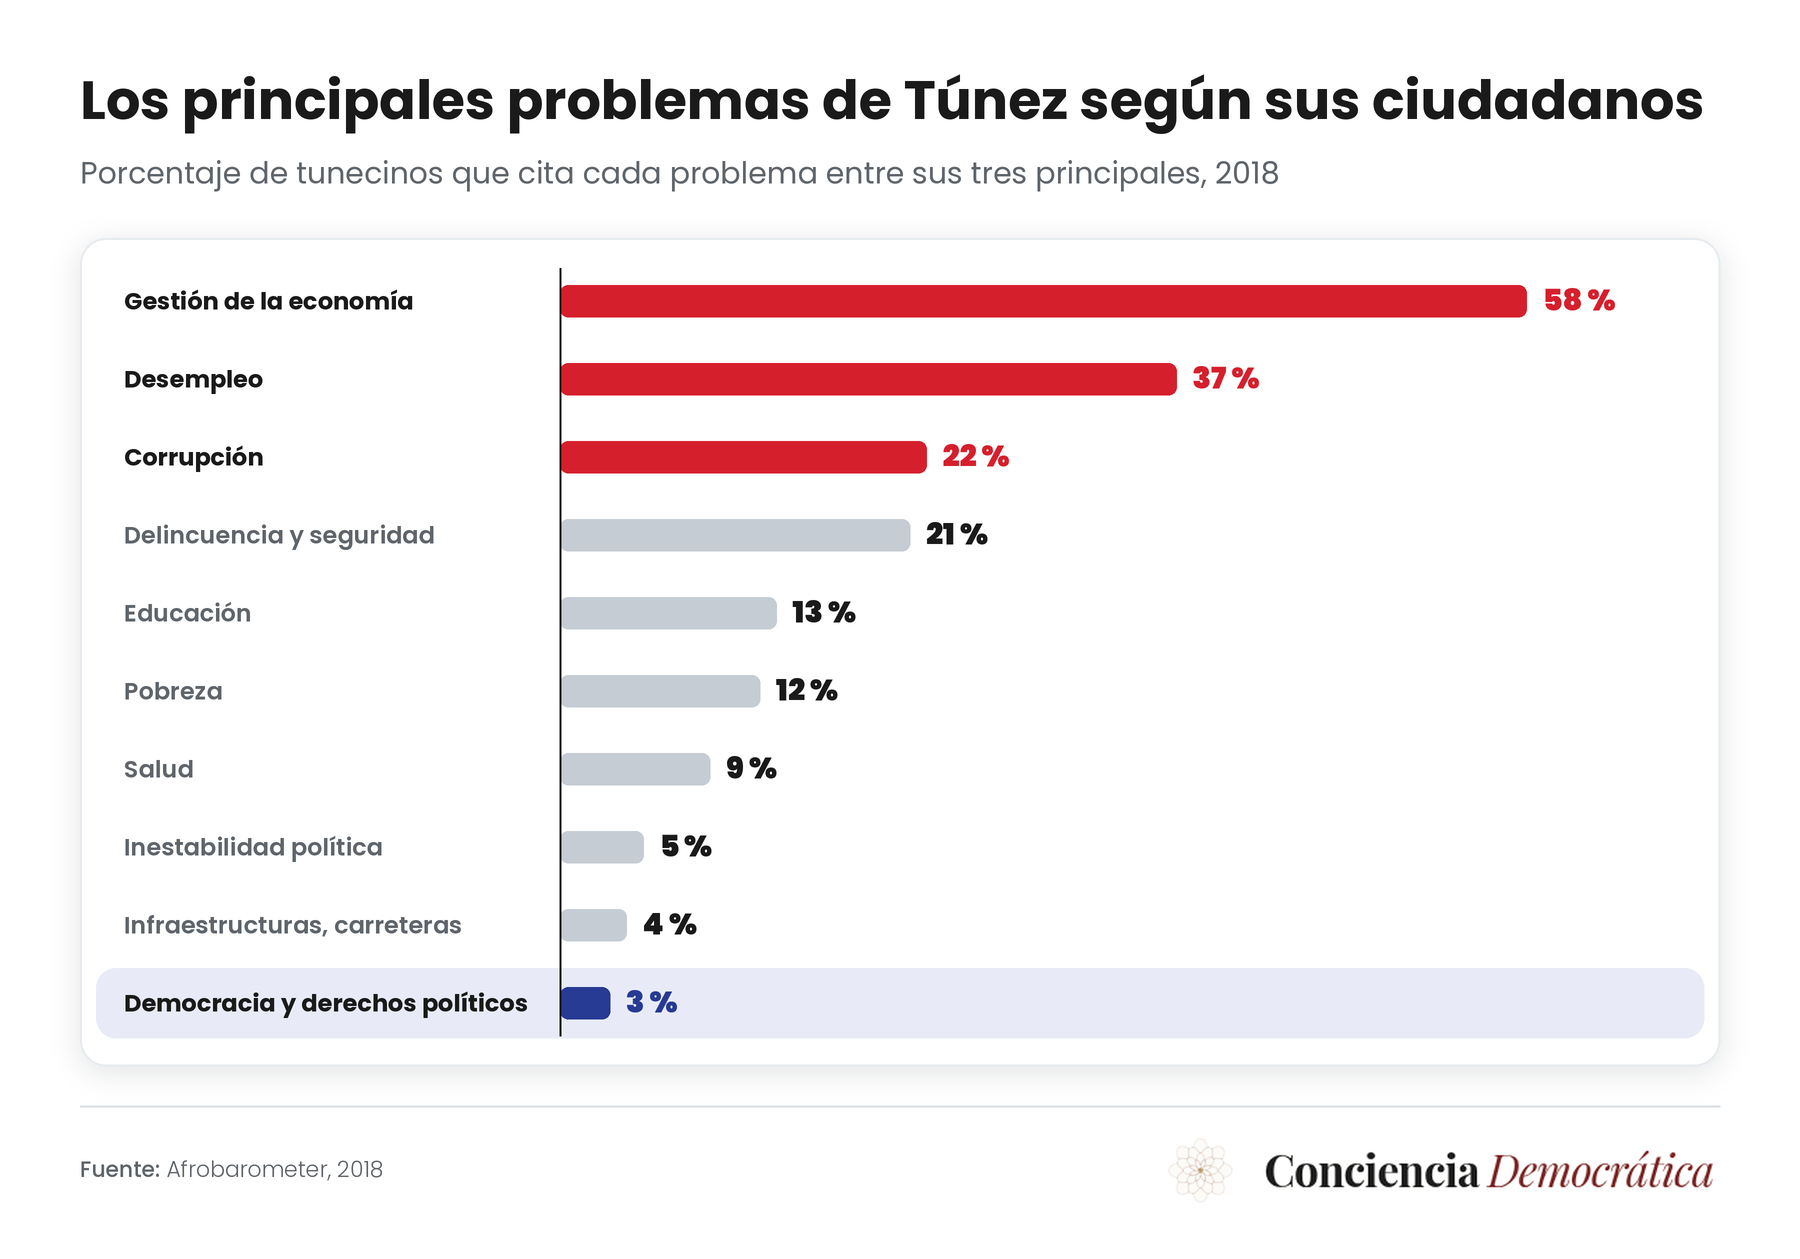 Los principales problemas de Túnez según sus ciudadanos
Porcentaje de tunecinos que cita cada problema entre sus tres principales, 2018
Gestión de la economía 58 %
Desempleo 37 %
Corrupción 22 %
Delincuencia y seguridad 21 %
Educación 13 %
Pobreza 12 %
Salud 9 %
Inestabilidad política 5 %
Infraestructuras, carreteras 4 %
Democracia y derechos políticos 3 %
Fuente: Afrobarometer, 2018
Conciencia Democrática